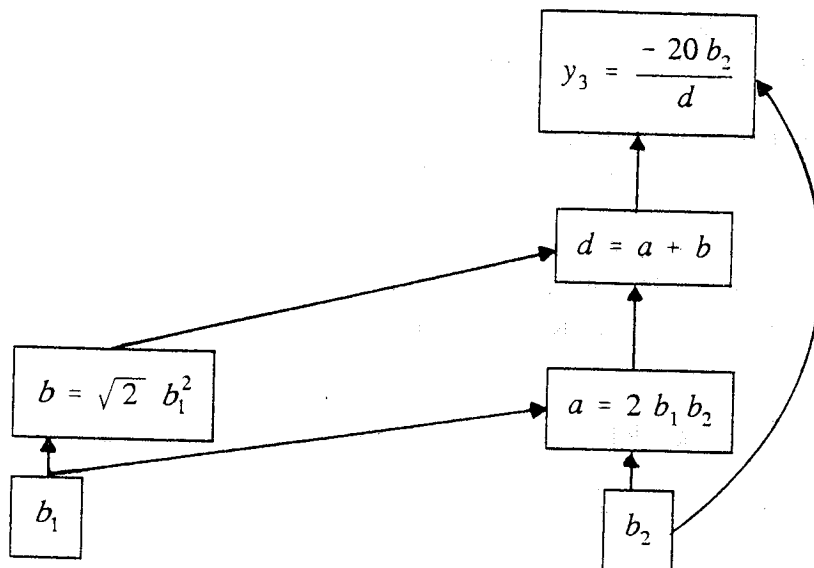 y₃ = - 20 b₂ / d
d = a + b
b = √2 b₁²
a = 2 b₁ b₂
b₁
b₂